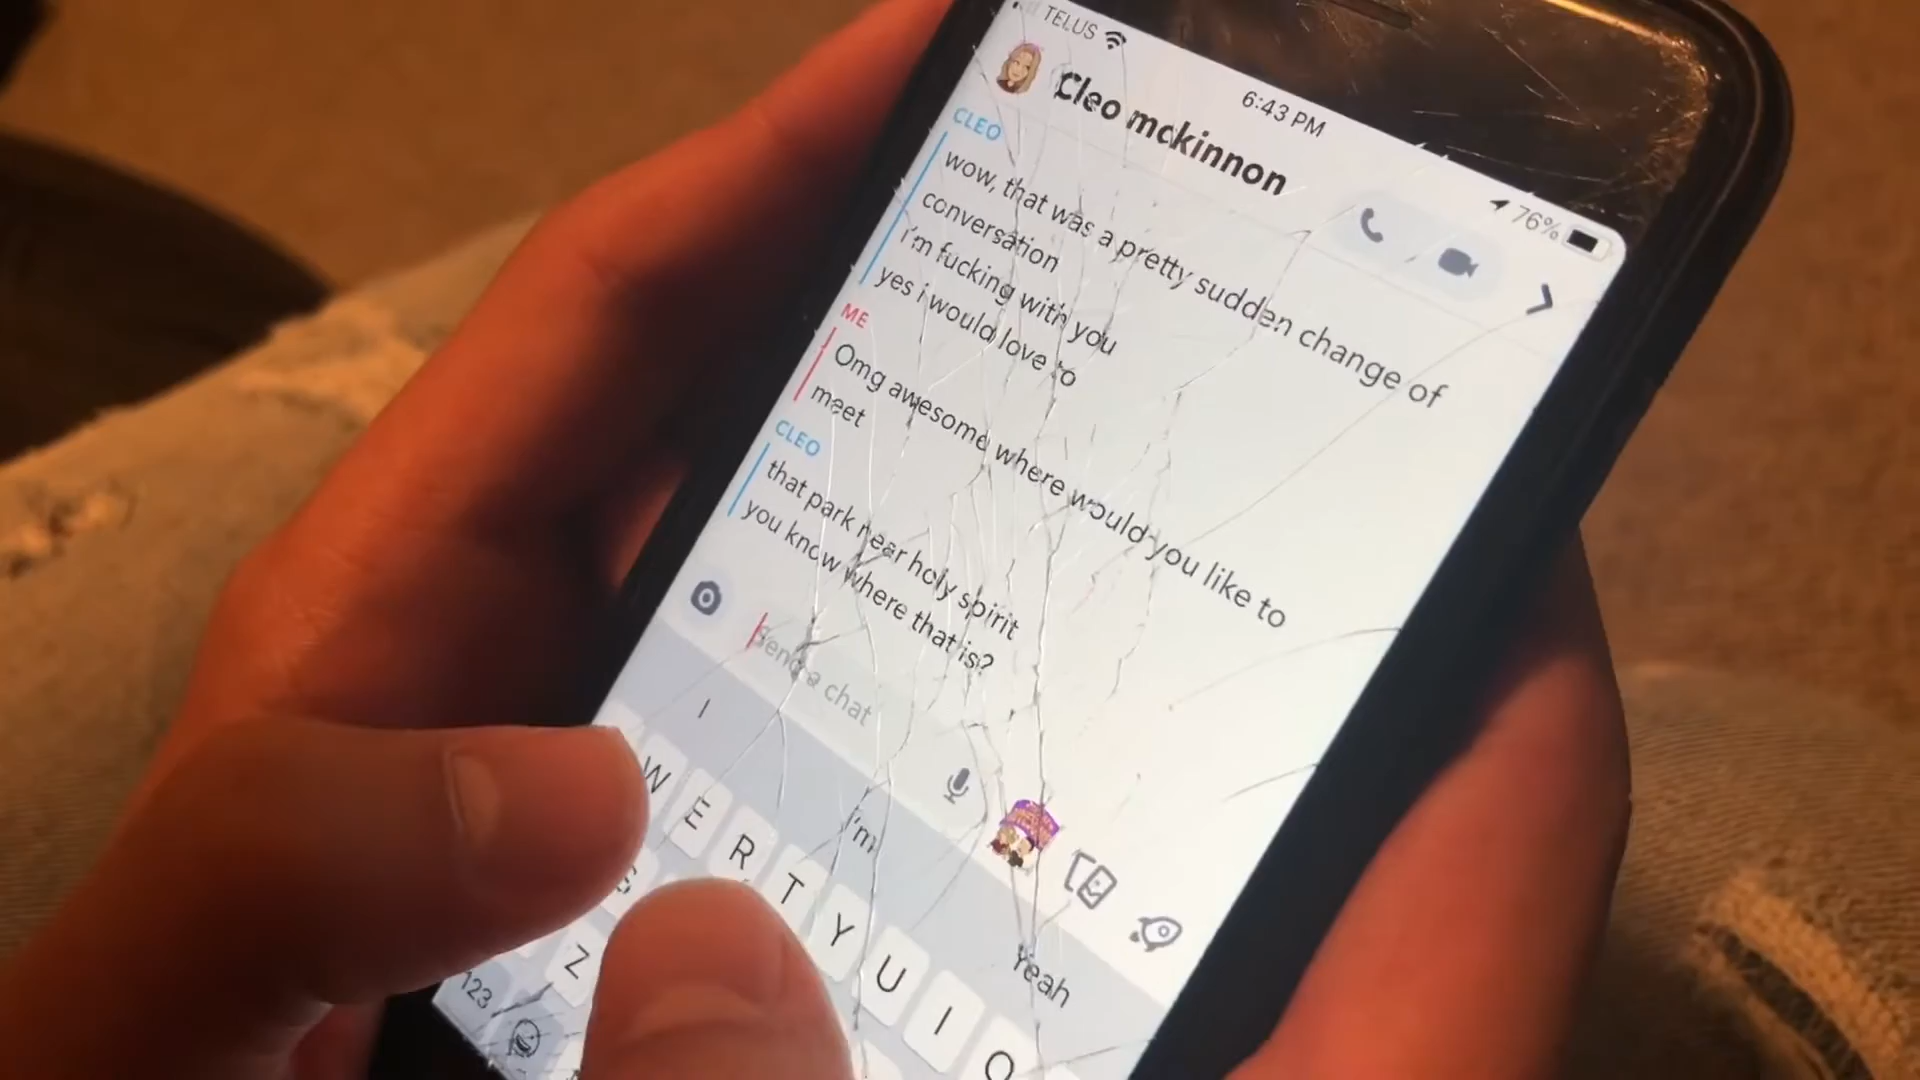 TELUS
6:43 PM
76%
Cleo mckinnon
CLEO
wow, that was a pretty sudden change of
conversation
i'm fucking with you
yes i would love to
ME
Omg awesome where would you like to
meet
CLEO
that park near holy spirit
you know where that is?
Send a chat
I
I'm
Yeah
W E R T Y U I O
Z
123